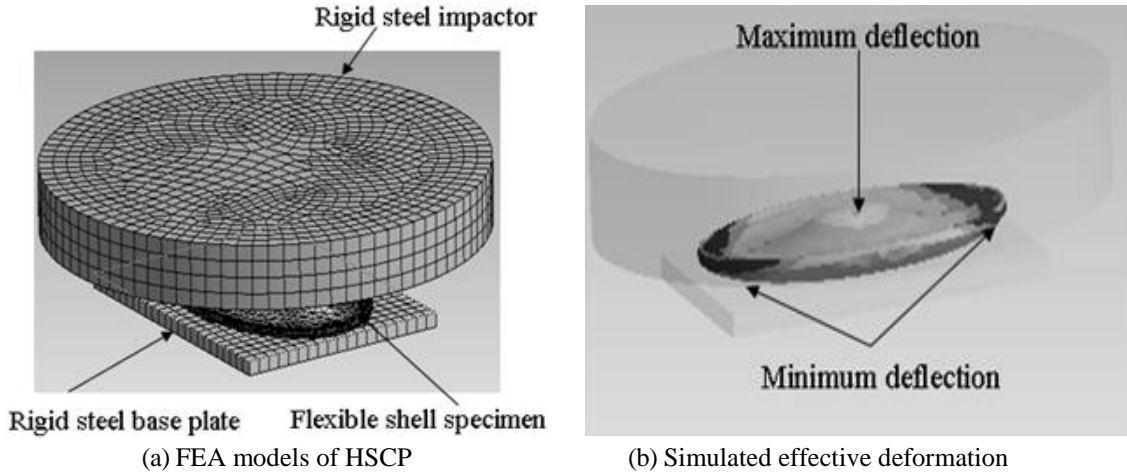 Rigid steel impactor
Rigid steel base plate
Flexible shell specimen
(a) FEA models of HSCP
Maximum deflection
Minimum deflection
(b) Simulated effective deformation